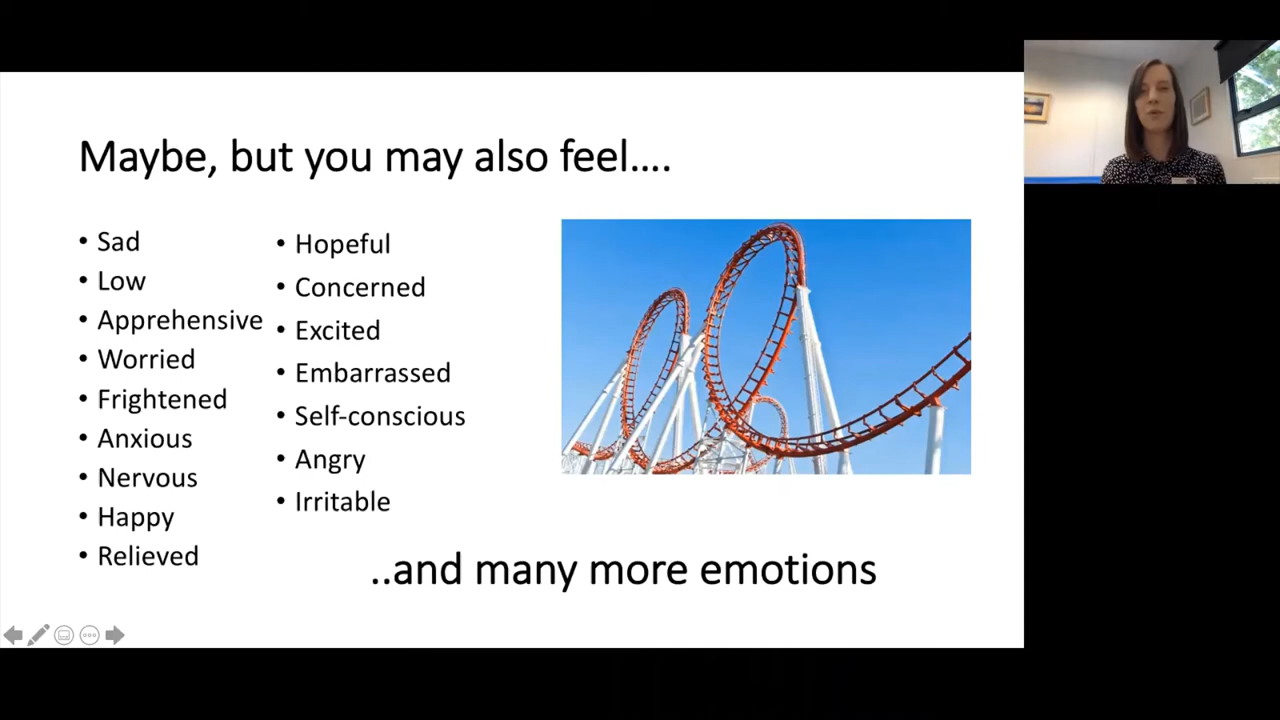 Maybe, but you may also feel....
• Sad
• Low
• Apprehensive
• Worried
• Frightened
• Anxious
• Nervous
• Happy
• Relieved
• Hopeful
• Concerned
• Excited
• Embarrassed
• Self-conscious
• Angry
• Irritable
..and many more emotions